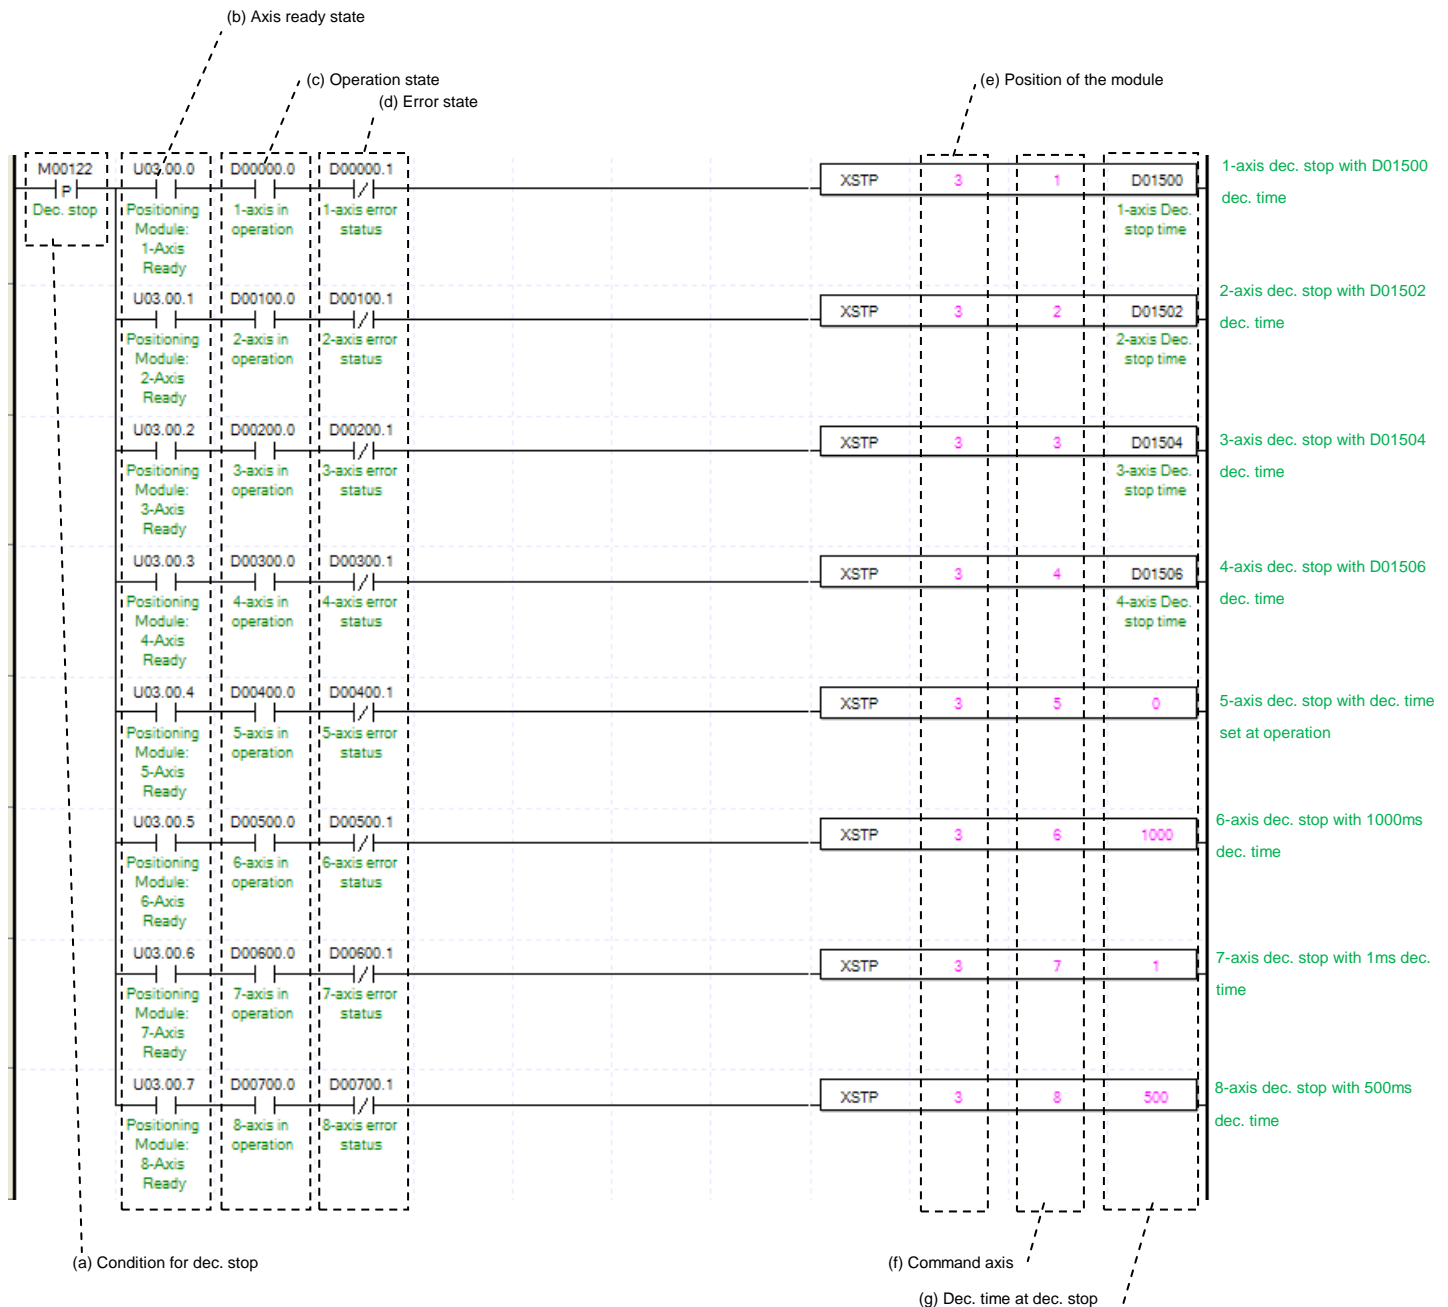 (b) Axis ready state
(c) Operation state
(d) Error state
(e) Position of the module
M00122
P
Dec. stop
U03.00.0
D00000.0
D00000.1
Positioning
Module:
1-Axis
Ready
1-axis in
operation
1-axis error
status
XSTP 3 1 D01500
1-axis Dec.
stop time
1-axis dec. stop with D01500
dec. time
U03.00.1
D00100.0
D00100.1
Positioning
Module:
2-Axis
Ready
2-axis in
operation
2-axis error
status
XSTP 3 2 D01502
2-axis Dec.
stop time
2-axis dec. stop with D01502
dec. time
U03.00.2
D00200.0
D00200.1
Positioning
Module:
3-Axis
Ready
3-axis in
operation
3-axis error
status
XSTP 3 3 D01504
3-axis Dec.
stop time
3-axis dec. stop with D01504
dec. time
U03.00.3
D00300.0
D00300.1
Positioning
Module:
4-Axis
Ready
4-axis in
operation
4-axis error
status
XSTP 3 4 D01506
4-axis Dec.
stop time
4-axis dec. stop with D01506
dec. time
U03.00.4
D00400.0
D00400.1
Positioning
Module:
5-Axis
Ready
5-axis in
operation
5-axis error
status
XSTP 3 5 0
5-axis dec. stop with dec. time
set at operation
U03.00.5
D00500.0
D00500.1
Positioning
Module:
6-Axis
Ready
6-axis in
operation
6-axis error
status
XSTP 3 6 1000
6-axis dec. stop with 1000ms
dec. time
U03.00.6
D00600.0
D00600.1
Positioning
Module:
7-Axis
Ready
7-axis in
operation
7-axis error
status
XSTP 3 7 1
7-axis dec. stop with 1ms dec.
time
U03.00.7
D00700.0
D00700.1
Positioning
Module:
8-Axis
Ready
8-axis in
operation
8-axis error
status
XSTP 3 8 500
8-axis dec. stop with 500ms
dec. time
(a) Condition for dec. stop
(f) Command axis
(g) Dec. time at dec. stop